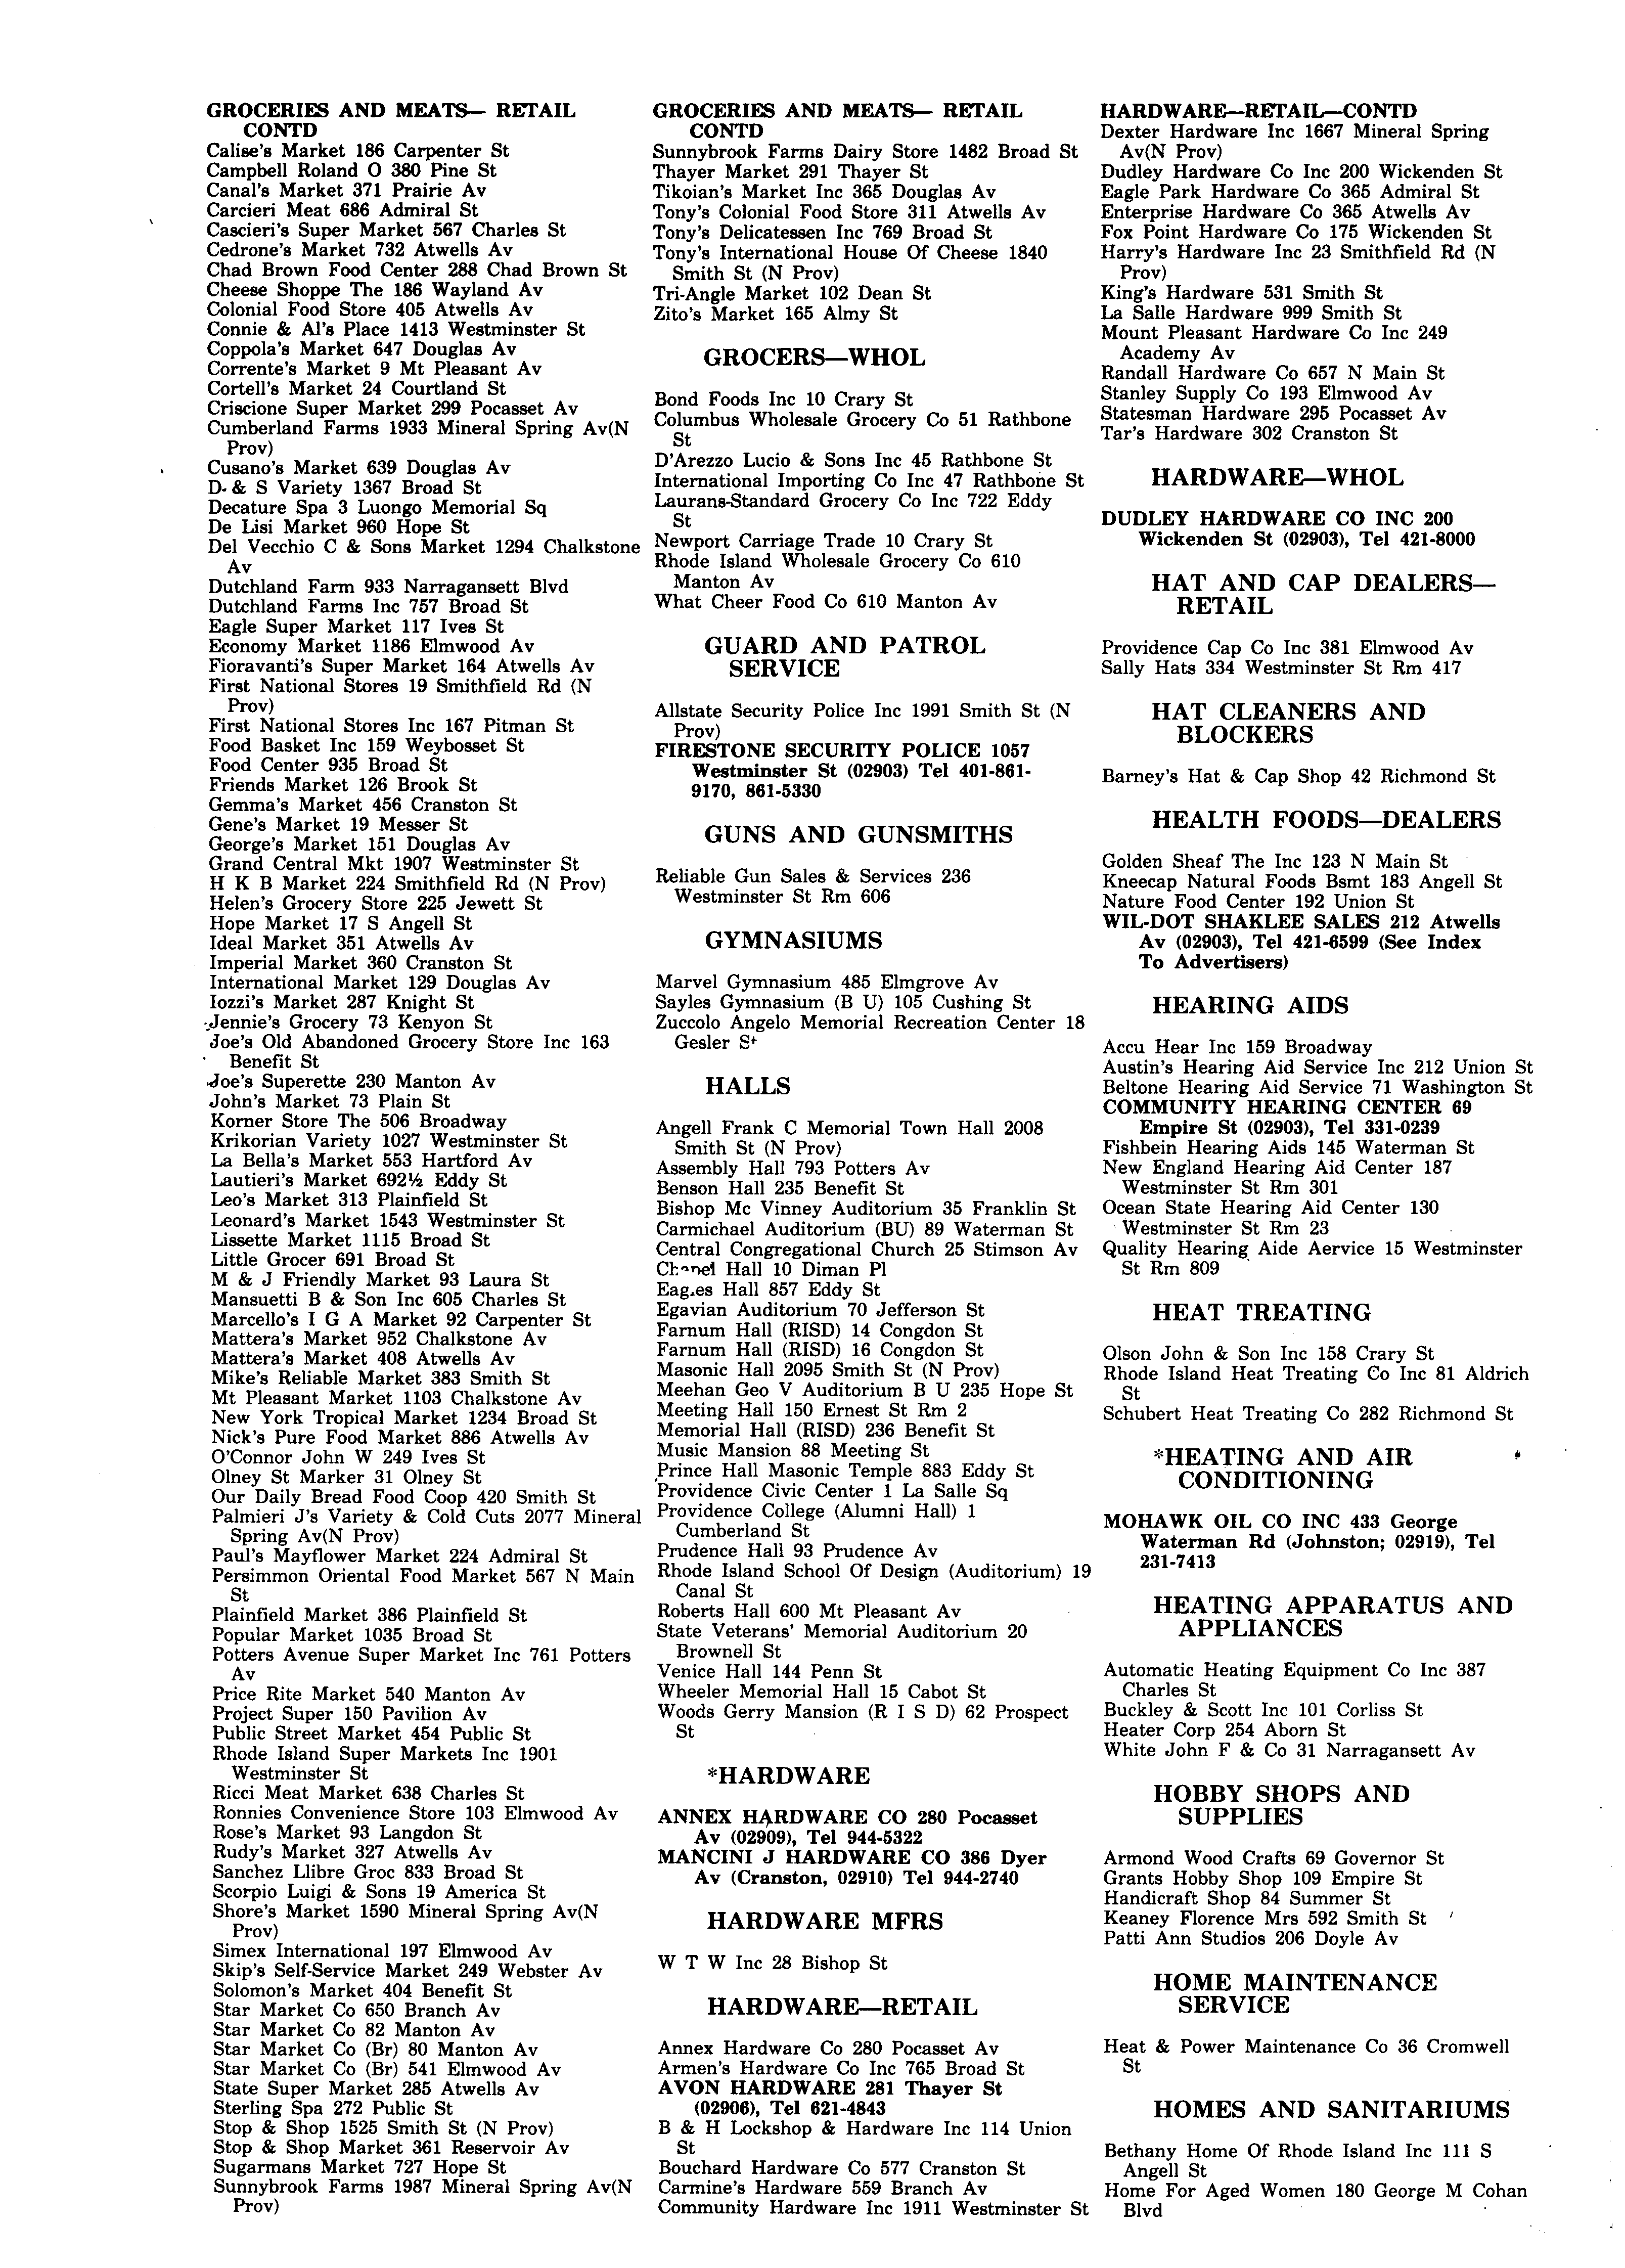 GROCERIES AND MEATS— RETAIL
CONTD
Calise's Market 186 Carpenter St
Campbell Roland O 380 Pine St
Canal's Market 371 Prairie Av
Carcieri Meat 686 Admiral St
Cascieri's Super Market 567 Charles St
Cedrone's Market 732 Atwells Av
Chad Brown Food Center 288 Chad Brown St
Cheese Shoppe The 186 Wayland Av
Colonial Food Store 405 Atwells Av
Connie & Al's Place 1413 Westminster St
Coppola's Market 647 Douglas Av
Corrente's Market 9 Mt Pleasant Av
Cortell's Market 24 Courtland St
Criscione Super Market 299 Pocasset Av
Cumberland Farms 1933 Mineral Spring Av(N
Prov)
Cusano's Market 639 Douglas Av
D & S Variety 1367 Broad St
Decature Spa 3 Luongo Memorial Sq
De Lisi Market 960 Hope St
Del Vecchio C & Sons Market 1294 Chalkstone
Av
Dutchland Farm 933 Narragansett Blvd
Dutchland Farms Inc 757 Broad St
Eagle Super Market 117 Ives St
Economy Market 1186 Elmwood Av
Fioravanti's Super Market 164 Atwells Av
First National Stores 19 Smithfield Rd (N
Prov)
First National Stores Inc 167 Pitman St
Food Basket Inc 159 Weybosset St
Food Center 935 Broad St
Friends Market 126 Brook St
Gemma's Market 456 Cranston St
Gene's Market 19 Messer St
George's Market 151 Douglas Av
Grand Central Mkt 1907 Westminster St
H K B Market 224 Smithfield Rd (N Prov)
Helen's Grocery Store 225 Jewett St
Hope Market 17 S Angell St
Ideal Market 351 Atwells Av
Imperial Market 360 Cranston St
International Market 129 Douglas Av
Iozzi's Market 287 Knight St
Jennie's Grocery 73 Kenyon St
Joe's Old Abandoned Grocery Store Inc 163
Benefit St
Joe's Superette 230 Manton Av
John's Market 73 Plain St
Korner Store The 506 Broadway
Krikorian Variety 1027 Westminster St
La Bella's Market 553 Hartford Av
Lautieri's Market 692½ Eddy St
Leo's Market 313 Plainfield St
Leonard's Market 1543 Westminster St
Lissette Market 1115 Broad St
Little Grocer 691 Broad St
M & J Friendly Market 93 Laura St
Mansuetti B & Son Inc 605 Charles St
Marcello's I G A Market 92 Carpenter St
Mattera's Market 952 Chalkstone Av
Mattera's Market 408 Atwells Av
Mike's Reliable Market 383 Smith St
Mt Pleasant Market 1103 Chalkstone Av
New York Tropical Market 1234 Broad St
Nick's Pure Food Market 886 Atwells Av
O'Connor John W 249 Ives St
Olney St Marker 31 Olney St
Our Daily Bread Food Coop 420 Smith St
Palmieri J's Variety & Cold Cuts 2077 Mineral
Spring Av(N Prov)
Paul's Mayflower Market 224 Admiral St
Persimmon Oriental Food Market 567 N Main
St
Plainfield Market 386 Plainfield St
Popular Market 1035 Broad St
Potters Avenue Super Market Inc 761 Potters
Av
Price Rite Market 540 Manton Av
Project Super 150 Pavilion Av
Public Street Market 454 Public St
Rhode Island Super Markets Inc 1901
Westminster St
Ricci Meat Market 638 Charles St
Ronnies Convenience Store 103 Elmwood Av
Rose's Market 93 Langdon St
Rudy's Market 327 Atwells Av
Sanchez Llibre Groc 833 Broad St
Scorpio Luigi & Sons 19 America St
Shore's Market 1590 Mineral Spring Av(N
Prov)
Simex International 197 Elmwood Av
Skip's Self-Service Market 249 Webster Av
Solomon's Market 404 Benefit St
Star Market Co 650 Branch Av
Star Market Co 82 Manton Av
Star Market Co (Br) 80 Manton Av
Star Market Co (Br) 541 Elmwood Av
State Super Market 285 Atwells Av
Sterling Spa 272 Public St
Stop & Shop 1525 Smith St (N Prov)
Stop & Shop Market 361 Reservoir Av
Sugarmans Market 727 Hope St
Sunnybrook Farms 1987 Mineral Spring Av(N
Prov)
GROCERIES AND MEATS— RETAIL
CONTD
Sunnybrook Farms Dairy Store 1482 Broad St
Thayer Market 291 Thayer St
Tikoian's Market Inc 365 Douglas Av
Tony's Colonial Food Store 311 Atwells Av
Tony's Delicatessen Inc 769 Broad St
Tony's International House Of Cheese 1840
Smith St (N Prov)
Tri-Angle Market 102 Dean St
Zito's Market 165 Almy St
GROCERS—WHOL
Bond Foods Inc 10 Crary St
Columbus Wholesale Grocery Co 51 Rathbone
St
D'Arezzo Lucio & Sons Inc 45 Rathbone St
International Importing Co Inc 47 Rathbone St
Laurans-Standard Grocery Co Inc 722 Eddy
St
Newport Carriage Trade 10 Crary St
Rhode Island Wholesale Grocery Co 610
Manton Av
What Cheer Food Co 610 Manton Av
GUARD AND PATROL
SERVICE
Allstate Security Police Inc 1991 Smith St (N
Prov)
FIRESTONE SECURITY POLICE 1057
Westminster St (02903) Tel 401-861-
9170, 861-5330
GUNS AND GUNSMITHS
Reliable Gun Sales & Services 236
Westminster St Rm 606
GYMNASIUMS
Marvel Gymnasium 485 Elmgrove Av
Sayles Gymnasium (B U) 105 Cushing St
Zuccolo Angelo Memorial Recreation Center 18
Gesler St
HALLS
Angell Frank C Memorial Town Hall 2008
Smith St (N Prov)
Assembly Hall 793 Potters Av
Benson Hall 235 Benefit St
Bishop Mc Vinney Auditorium 35 Franklin St
Carmichael Auditorium (BU) 89 Waterman St
Central Congregational Church 25 Stimson Av
Hall 10 Diman Pl
Eagles Hall 857 Eddy St
Egavian Auditorium 70 Jefferson St
Farnum Hall (RISD) 14 Congdon St
Farnum Hall (RISD) 16 Congdon St
Masonic Hall 2095 Smith St (N Prov)
Meehan Geo V Auditorium B U 235 Hope St
Meeting Hall 150 Ernest St Rm 2
Memorial Hall (RISD) 236 Benefit St
Music Mansion 88 Meeting St
Prince Hall Masonic Temple 883 Eddy St
Providence Civic Center 1 La Salle Sq
Providence College (Alumni Hall) 1
Cumberland St
Prudence Hall 93 Prudence Av
Rhode Island School Of Design (Auditorium) 19
Canal St
Roberts Hall 600 Mt Pleasant Av
State Veterans' Memorial Auditorium 20
Brownell St
Venice Hall 144 Penn St
Wheeler Memorial Hall 15 Cabot St
Woods Gerry Mansion (R I S D) 62 Prospect
St
*HARDWARE
ANNEX HARDWARE CO 280 Pocasset
Av (02909), Tel 944-5322
MANCINI J HARDWARE CO 386 Dyer
Av (Cranston, 02910) Tel 944-2740
HARDWARE MFRS
W T W Inc 28 Bishop St
HARDWARE—RETAIL
Annex Hardware Co 280 Pocasset Av
Armen's Hardware Co Inc 765 Broad St
AVON HARDWARE 281 Thayer St
(02906), Tel 621-4843
B & H Lockshop & Hardware Inc 114 Union
St
Bouchard Hardware Co 577 Cranston St
Carmine's Hardware 559 Branch Av
Community Hardware Inc 1911 Westminster St
HARDWARE—RETAIL—CONTD
Dexter Hardware Inc 1667 Mineral Spring
Av(N Prov)
Dudley Hardware Co Inc 200 Wickenden St
Eagle Park Hardware Co 365 Admiral St
Enterprise Hardware Co 365 Atwells Av
Fox Point Hardware Co 175 Wickenden St
Harry's Hardware Inc 23 Smithfield Rd (N
Prov)
King's Hardware 531 Smith St
La Salle Hardware 999 Smith St
Mount Pleasant Hardware Co Inc 249
Academy Av
Randall Hardware Co 657 N Main St
Stanley Supply Co 193 Elmwood Av
Statesman Hardware 295 Pocasset Av
Tar's Hardware 302 Cranston St
HARDWARE—WHOL
DUDLEY HARDWARE CO INC 200
Wickenden St (02903), Tel 421-8000
HAT AND CAP DEALERS—
RETAIL
Providence Cap Co Inc 381 Elmwood Av
Sally Hats 334 Westminster St Rm 417
HAT CLEANERS AND
BLOCKERS
Barney's Hat & Cap Shop 42 Richmond St
HEALTH FOODS—DEALERS
Golden Sheaf The Inc 123 N Main St
Kneecap Natural Foods Bsmt 183 Angell St
Nature Food Center 192 Union St
WIL-DOT SHAKLEE SALES 212 Atwells
Av (02903), Tel 421-6599 (See Index
To Advertisers)
HEARING AIDS
Accu Hear Inc 159 Broadway
Austin's Hearing Aid Service Inc 212 Union St
Beltone Hearing Aid Service 71 Washington St
COMMUNITY HEARING CENTER 69
Empire St (02903), Tel 331-0239
Fishbein Hearing Aids 145 Waterman St
New England Hearing Aid Center 187
Westminster St Rm 301
Ocean State Hearing Aid Center 130
Westminster St Rm 23
Quality Hearing Aide Aervice 15 Westminster
St Rm 809
HEAT TREATING
Olson John & Son Inc 158 Crary St
Rhode Island Heat Treating Co Inc 81 Aldrich
St
Schubert Heat Treating Co 282 Richmond St
*HEATING AND AIR
CONDITIONING
MOHAWK OIL CO INC 433 George
Waterman Rd (Johnston; 02919), Tel
231-7413
HEATING APPARATUS AND
APPLIANCES
Automatic Heating Equipment Co Inc 387
Charles St
Buckley & Scott Inc 101 Corliss St
Heater Corp 254 Aborn St
White John F & Co 31 Narragansett Av
HOBBY SHOPS AND
SUPPLIES
Armond Wood Crafts 69 Governor St
Grants Hobby Shop 109 Empire St
Handicraft Shop 84 Summer St
Keaney Florence Mrs 592 Smith St
Patti Ann Studios 206 Doyle Av
HOME MAINTENANCE
SERVICE
Heat & Power Maintenance Co 36 Cromwell
St
HOMES AND SANITARIUMS
Bethany Home Of Rhode Island Inc 111 S
Angell St
Home For Aged Women 180 George M Cohan
Blvd